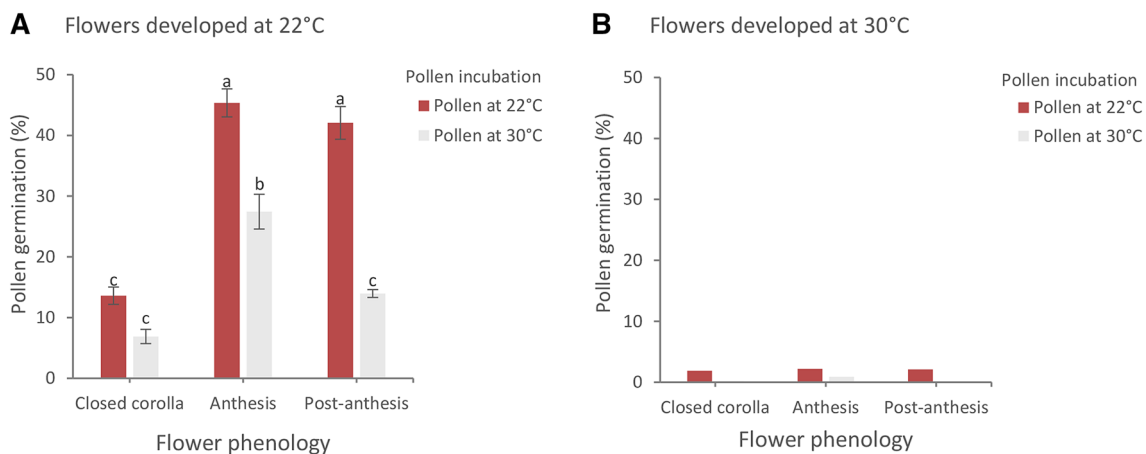 A Flowers developed at 22°C
Pollen germination (%)
50
40
30
20
10
0
a
a
b
c
c
c
Pollen incubation
Pollen at 22°C
Pollen at 30°C
Closed corolla Anthesis Post-anthesis
Flower phenology
B Flowers developed at 30°C
Pollen germination (%)
50
40
30
20
10
0
Pollen incubation
Pollen at 22°C
Pollen at 30°C
Closed corolla Anthesis Post-anthesis
Flower phenology